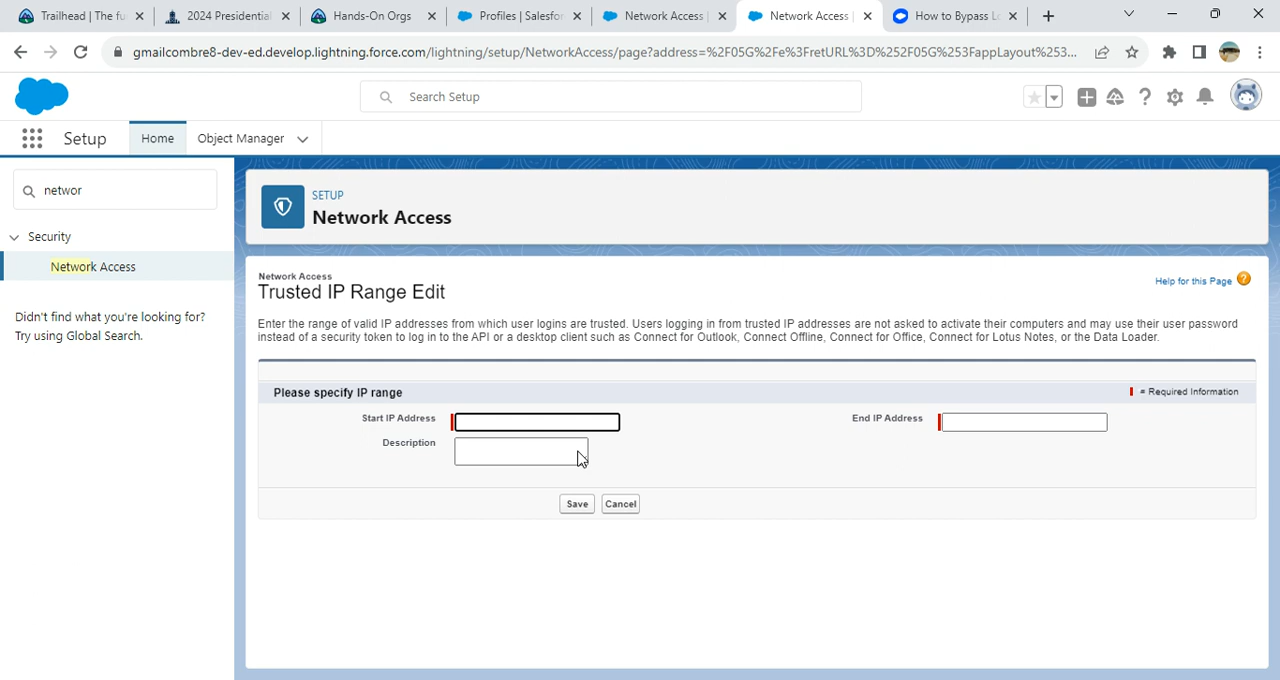 Trailhead | The fu
2024 Presidential
Hands-On Orgs
Profiles | Salesfor
Network Access |
Network Access |
How to Bypass Lo
gmailcombre8-dev-ed.develop.lightning.force.com/lightning/setup/NetworkAccess/page?address=%2F05G%2Fe%3FretURL%3D%252F05G%253FappLayout%253...
Search Setup
Setup
Home
Object Manager
networ
Security
Network Access
Didn't find what you're looking for?
Try using Global Search.
SETUP
Network Access
Network Access
Trusted IP Range Edit
Help for this Page
Enter the range of valid IP addresses from which user logins are trusted. Users logging in from trusted IP addresses are not asked to activate their computers and may use their user password
instead of a security token to log in to the API or a desktop client such as Connect for Outlook, Connect Offline, Connect for Office, Connect for Lotus Notes, or the Data Loader.
Please specify IP range
= Required Information
Start IP Address
End IP Address
Description
Save
Cancel